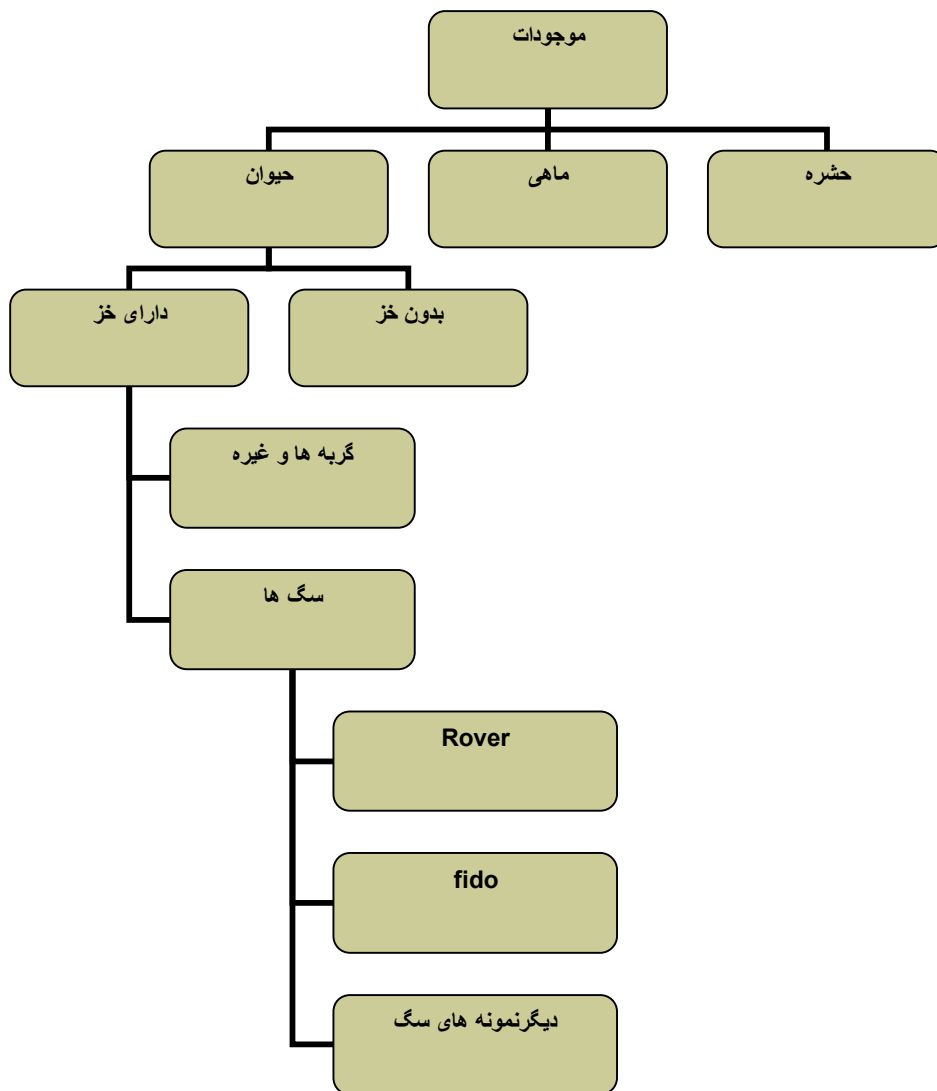 موجودات
حیوان
ماهی
حشره
دارای خز
بدون خز
گربه ها و غیره
سگ ها
Rover
fido
دیگرنمونه های سگ